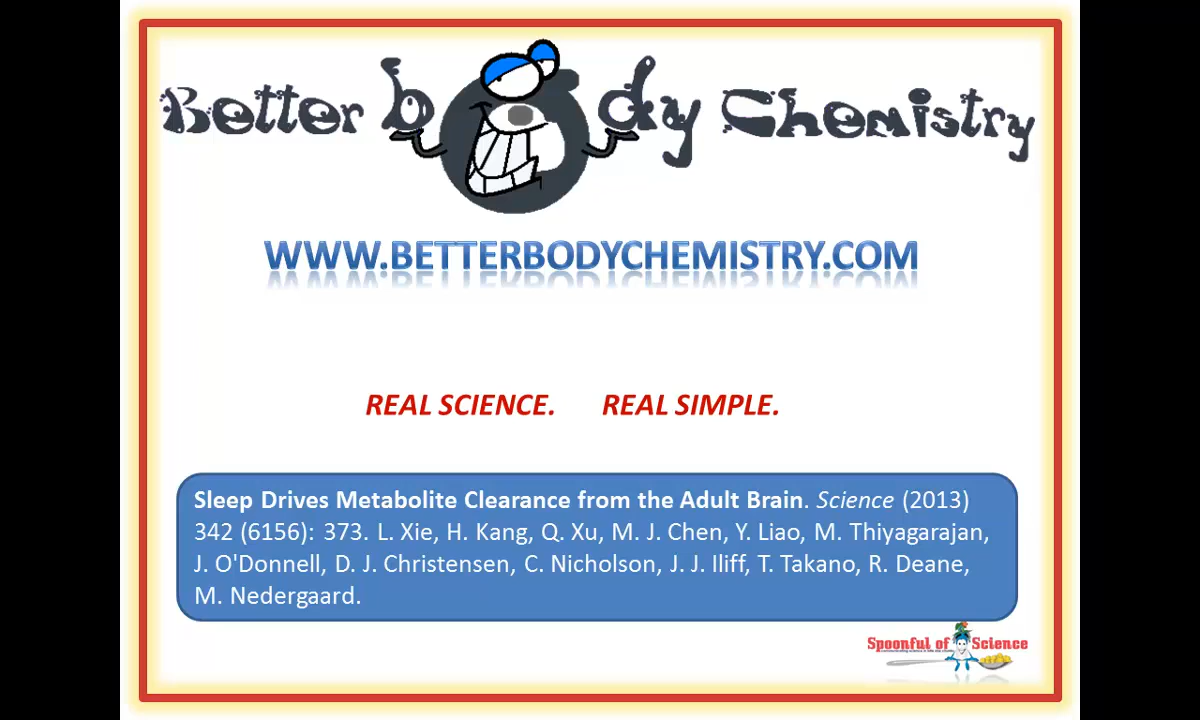 Better body Chemistry
WWW.BETTERBODYCHEMISTRY.COM
REAL SCIENCE. REAL SIMPLE.
Sleep Drives Metabolite Clearance from the Adult Brain. Science (2013)
342 (6156): 373. L. Xie, H. Kang, Q. Xu, M. J. Chen, Y. Liao, M. Thiyagarajan,
J. O'Donnell, D. J. Christensen, C. Nicholson, J. J. Iliff, T. Takano, R. Deane,
M. Nedergaard.
Spoonful of Science